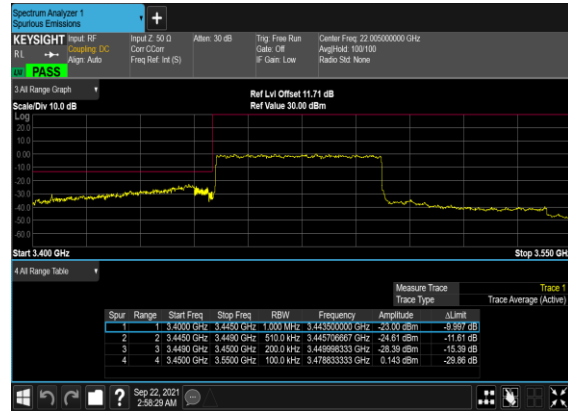 Spectrum Analyzer 1
Spurious Emissions
+
KEYSIGHT Input: RF Input Z: 50 Ω Atten: 30 dB Trig: Free Run Center Freq: 22.005000000 GHz
RL Coupling: DC Corr CCorr Gate: Off Avg|Hold: 100/100
Align: Auto Freq Ref: Int (S) IF Gain: Low Radio Std: None
LW PASS
3 All Range Graph
Ref Lvl Offset 11.71 dB
Scale/Div 10.0 dB Ref Value 30.00 dBm
Log
20.0
10.0
0.00
-10.0
-20.0
-30.0
-40.0
-50.0
-60.0
Start 3.400 GHz Stop 3.550 GHz
4 All Range Table
Measure Trace Trace 1
Trace Type Trace Average (Active)
Spur Range Start Freq Stop Freq RBW Frequency Amplitude ΔLimit
1 1 3.4000 GHz 3.4450 GHz 1.000 MHz 3.443500000 GHz -23.00 dBm -9.997 dB
2 2 3.4450 GHz 3.4490 GHz 510.0 kHz 3.445706667 GHz -24.61 dBm -11.61 dB
3 3 3.4490 GHz 3.4500 GHz 200.0 kHz 3.449998333 GHz -28.39 dBm -15.39 dB
4 4 3.4500 GHz 3.5500 GHz 100.0 kHz 3.478833333 GHz 0.143 dBm -29.86 dB
? Sep 22, 2021
2:58:29 AM